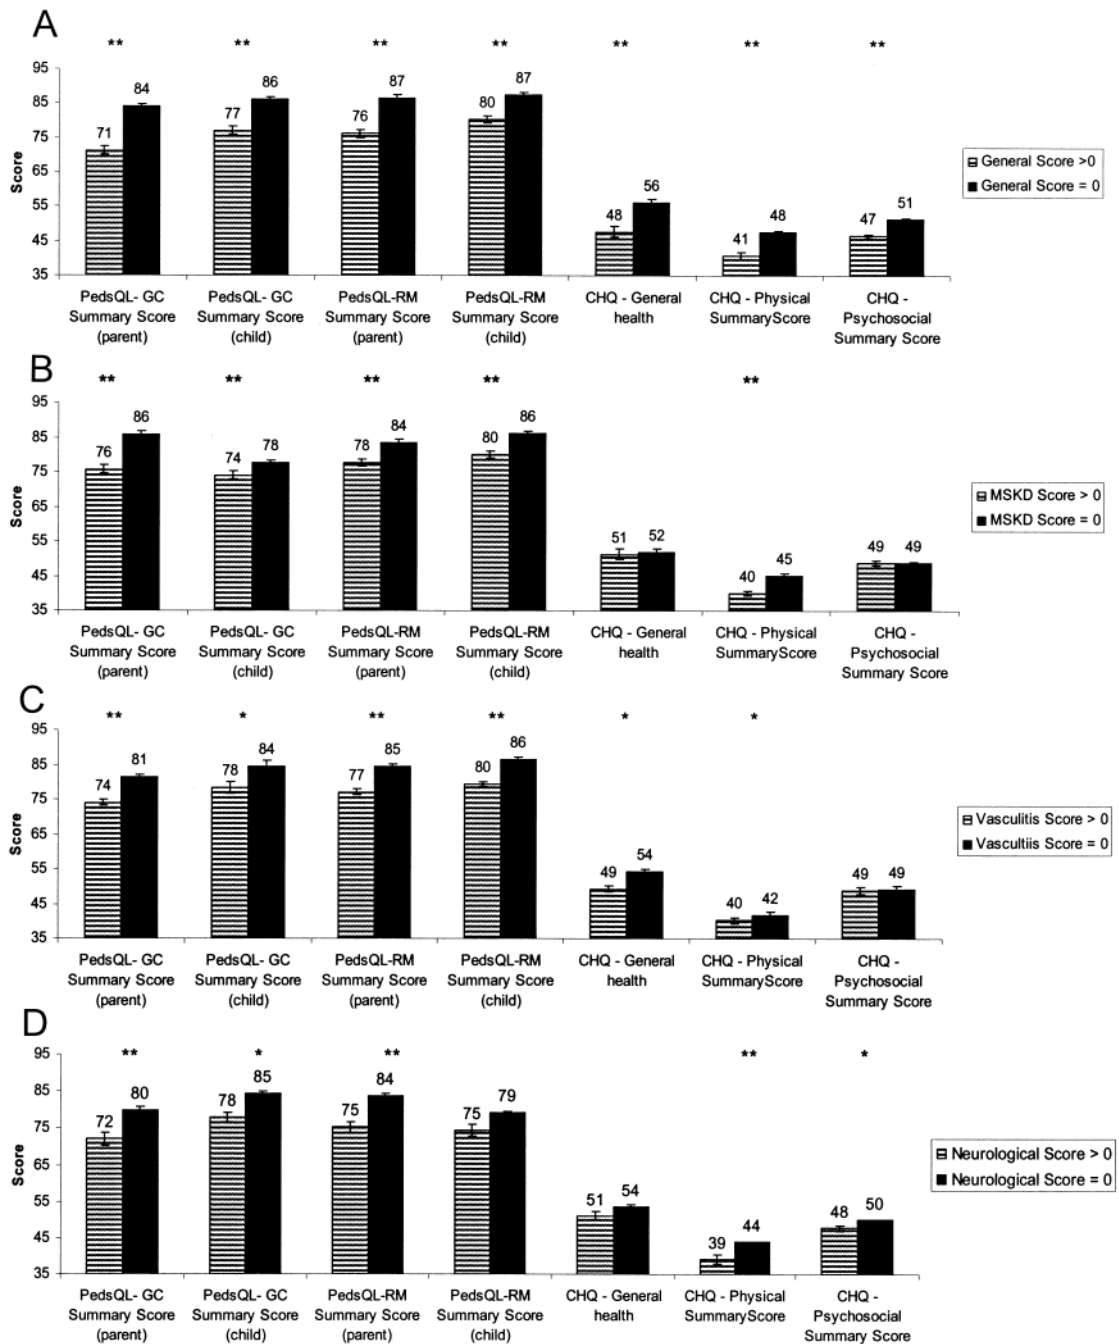 A
** ** ** ** ** ** **
95
85
75
65
55
45
35
Score
71 84 77 86 76 87 80 87 48 56 41 48 47 51
PedsQL- GC PedsQL- GC PedsQL-RM PedsQL-RM CHQ - General CHQ - Physical CHQ -
Summary Score Summary Score Summary Score Summary Score health SummaryScore Psychosocial
(parent) (child) (parent) (child) Summary Score
General Score >0
General Score = 0
B
** ** ** ** **
95
85
75
65
55
45
35
Score
76 86 74 78 78 84 80 86 51 52 40 45 49 49
PedsQL- GC PedsQL- GC PedsQL-RM PedsQL-RM CHQ - General CHQ - Physical CHQ -
Summary Score Summary Score Summary Score Summary Score health SummaryScore Psychosocial
(parent) (child) (parent) (child) Summary Score
MSKD Score > 0
MSKD Score = 0
C
** * ** ** * *
95
85
75
65
55
45
35
Score
74 81 78 84 77 85 80 86 49 54 40 42 49 49
PedsQL- GC PedsQL- GC PedsQL-RM PedsQL-RM CHQ - General CHQ - Physical CHQ -
Summary Score Summary Score Summary Score Summary Score health SummaryScore Psychosocial
(parent) (child) (parent) (child) Summary Score
Vasculitis Score > 0
Vascultiis Score = 0
D
** * ** ** *
95
85
75
65
55
45
35
Score
72 80 78 85 75 84 75 79 51 54 39 44 48 50
PedsQL- GC PedsQL- GC PedsQL-RM PedsQL-RM CHQ - General CHQ - Physical CHQ -
Summary Score Summary Score Summary Score Summary Score health SummaryScore Psychosocial
(parent) (child) (parent) (child) Summary Score
Neurological Score > 0
Neurological Score = 0